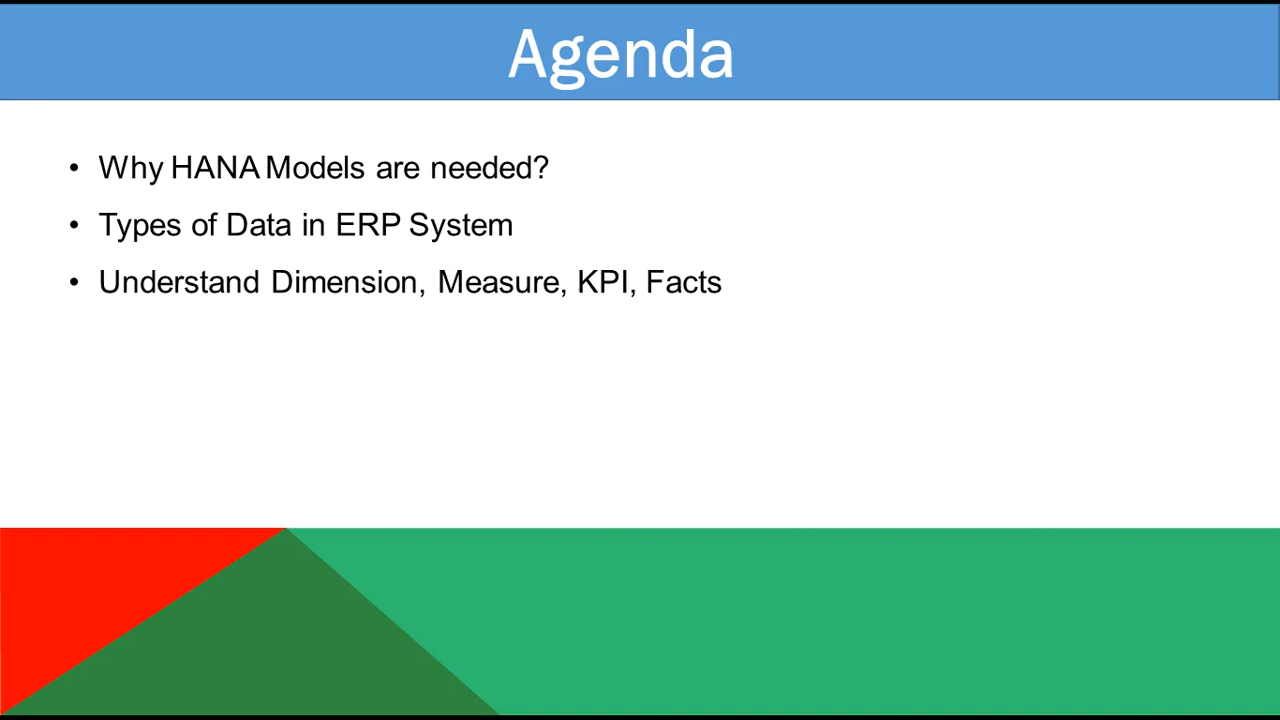 Agenda
• Why HANA Models are needed?
• Types of Data in ERP System
• Understand Dimension, Measure, KPI, Facts